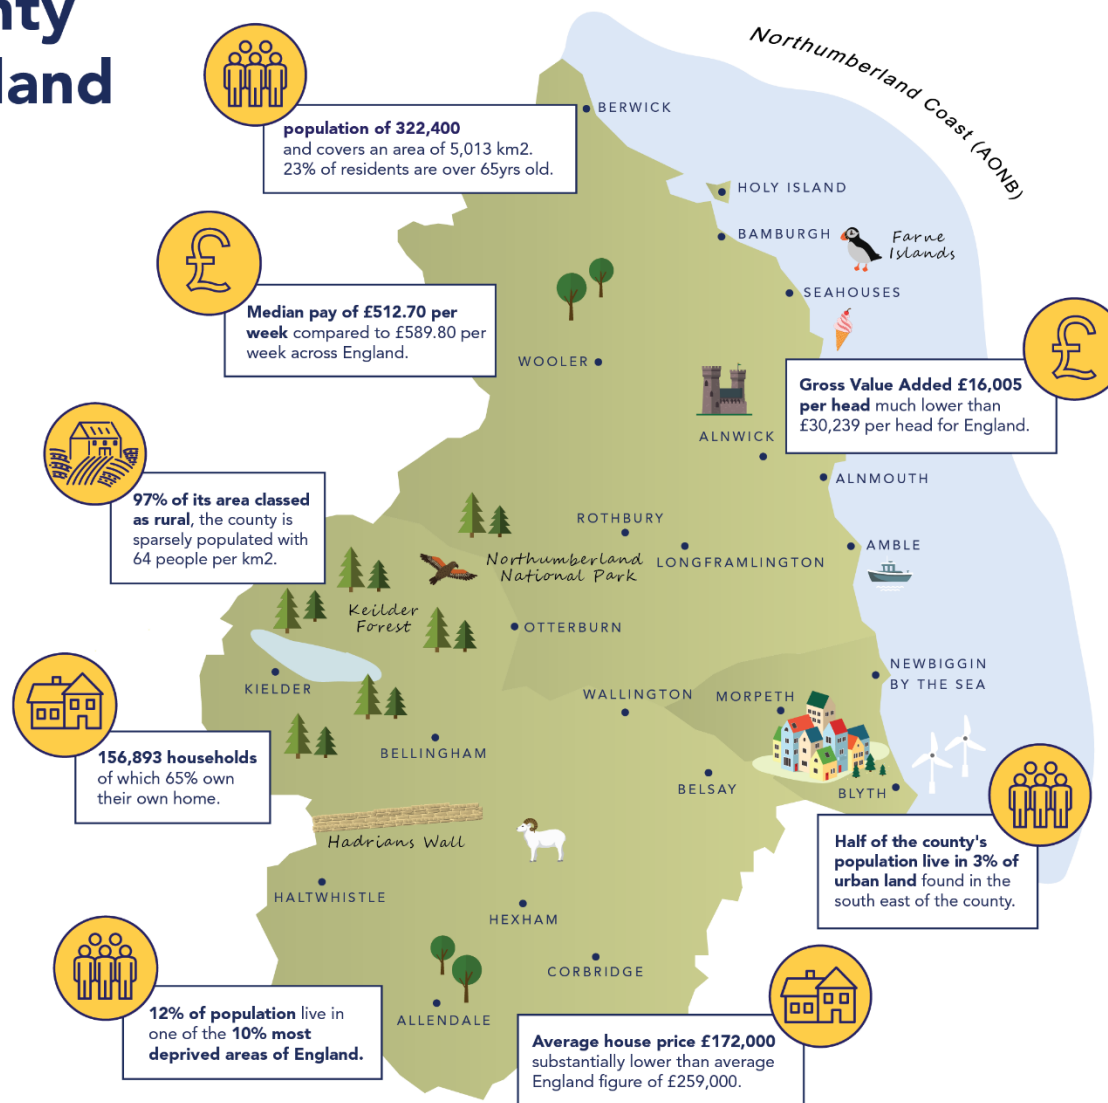 nty
land
Northumberland Coast (AONB)
BERWICK
population of 322,400
and covers an area of 5,013 km2.
23% of residents are over 65yrs old.
HOLY ISLAND
BAMBURGH
Farne
Islands
SEAHOUSES
£
Median pay of £512.70 per
week compared to £589.80 per
week across England.
WOOLER
£
Gross Value Added £16,005
per head much lower than
£30,239 per head for England.
ALNWICK
ALNMOUTH
97% of its area classed
as rural, the county is
sparsely populated with
64 people per km2.
ROTHBURY
LONGFRAMLINGTON
AMBLE
Northumberland
National Park
Keilder
Forest
OTTERBURN
KIELDER
NEWBIGGIN
BY THE SEA
WALLINGTON
MORPETH
BELLINGHAM
156,893 households
of which 65% own
their own home.
BELSAY
BLYTH
Hadrians Wall
Half of the county's
population live in 3% of
urban land found in the
south east of the county.
HALTWHISTLE
HEXHAM
CORBRIDGE
ALLENDALE
12% of population live in
one of the 10% most
deprived areas of England.
Average house price £172,000
substantially lower than average
England figure of £259,000.